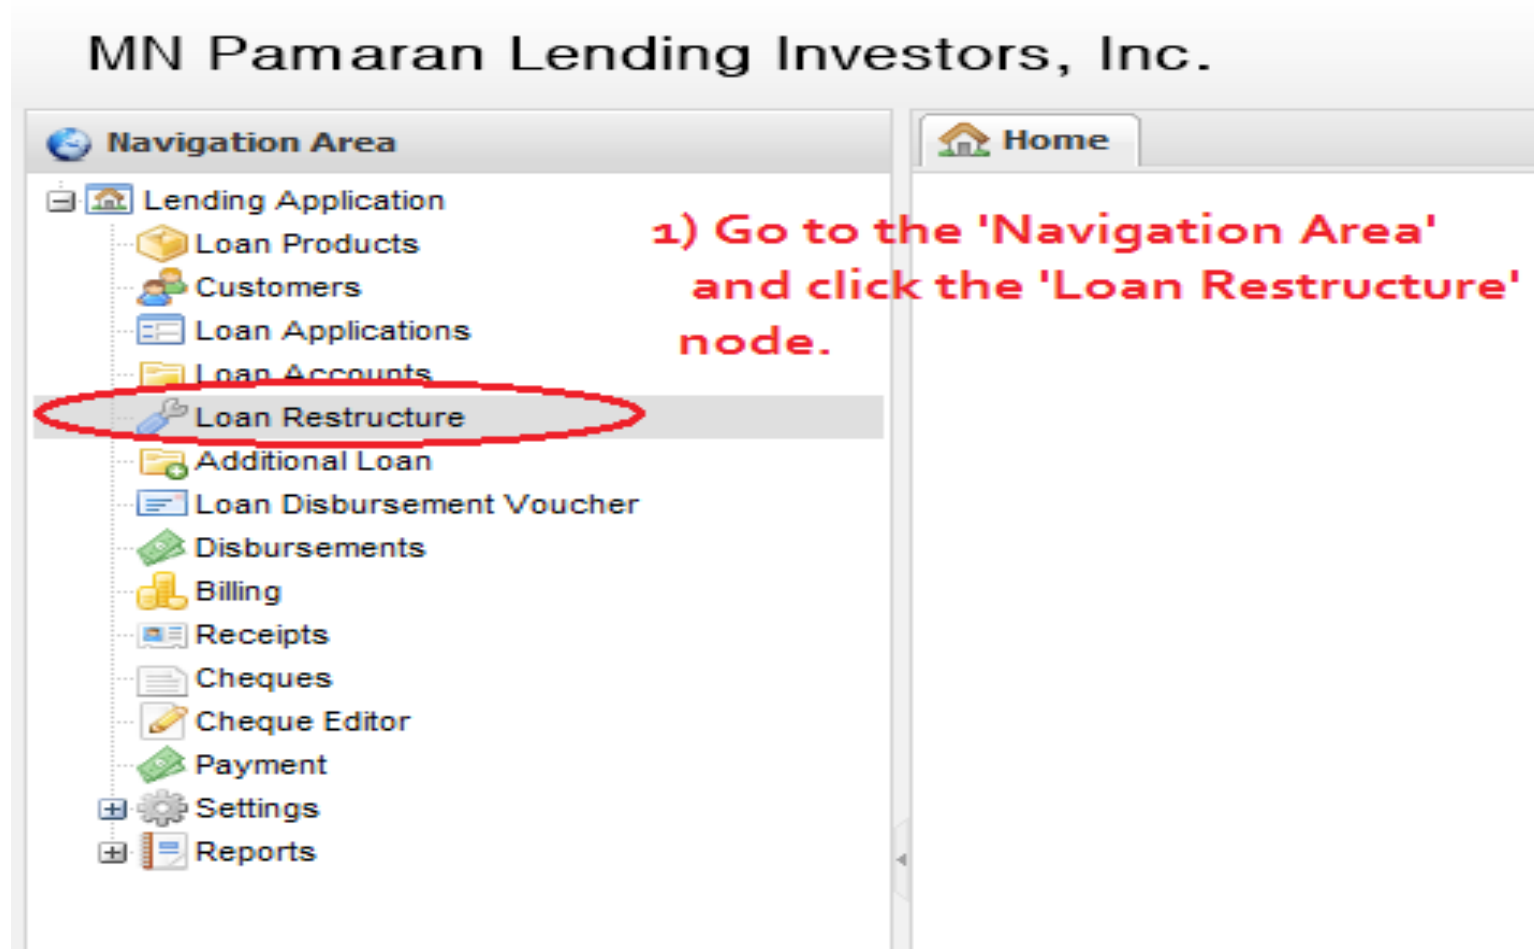 MN Pamaran Lending Investors, Inc.
Navigation Area
Home
Lending Application
1) Go to the 'Navigation Area'
and click the 'Loan Restructure'
node.
Loan Products
Customers
Loan Applications
Loan Accounts
Loan Restructure
Additional Loan
Loan Disbursement Voucher
Disbursements
Billing
Receipts
Cheques
Cheque Editor
Payment
Settings
Reports